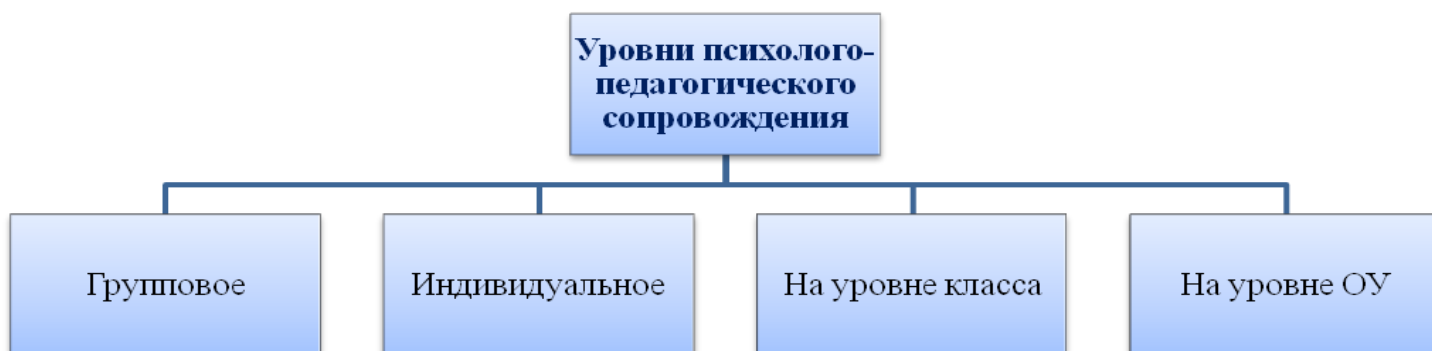 Уровни психолого-
педагогического
сопровождения
Групповое
Индивидуальное
На уровне класса
На уровне ОУ